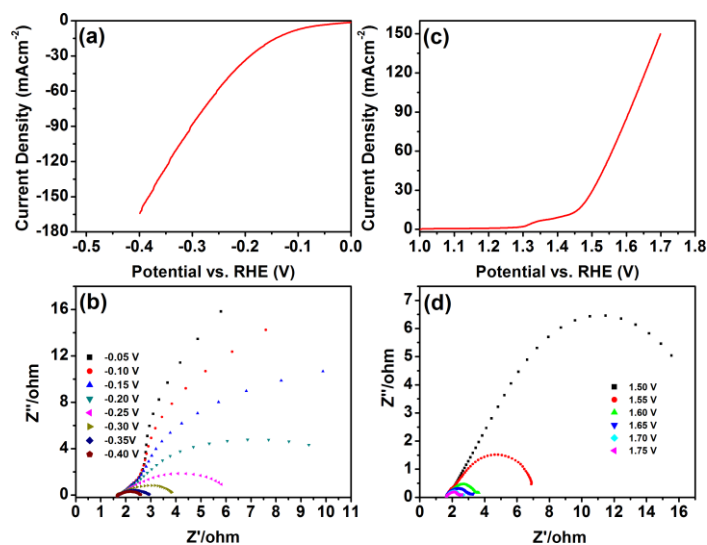 (a)
0
-30
-60
-90
-120
-150
-180
-0.5 -0.4 -0.3 -0.2 -0.1 0.0
Current Density (mAcm⁻²)
Potential vs. RHE (V)
(c)
150
120
90
60
30
0
1.0 1.1 1.2 1.3 1.4 1.5 1.6 1.7 1.8
Current Density (mAcm⁻²)
Potential vs. RHE (V)
(b)
16
12
8
4
0
-0.05 V
-0.10 V
-0.15 V
-0.20 V
-0.25 V
-0.30 V
-0.35V
-0.40 V
0 1 2 3 4 5 6 7 8 9 10 11
Z''/ohm
Z'/ohm
(d)
7
6
5
4
3
2
1
0
1.50 V
1.55 V
1.60 V
1.65 V
1.70 V
1.75 V
0 2 4 6 8 10 12 14 16
Z''/ohm
Z'/ohm